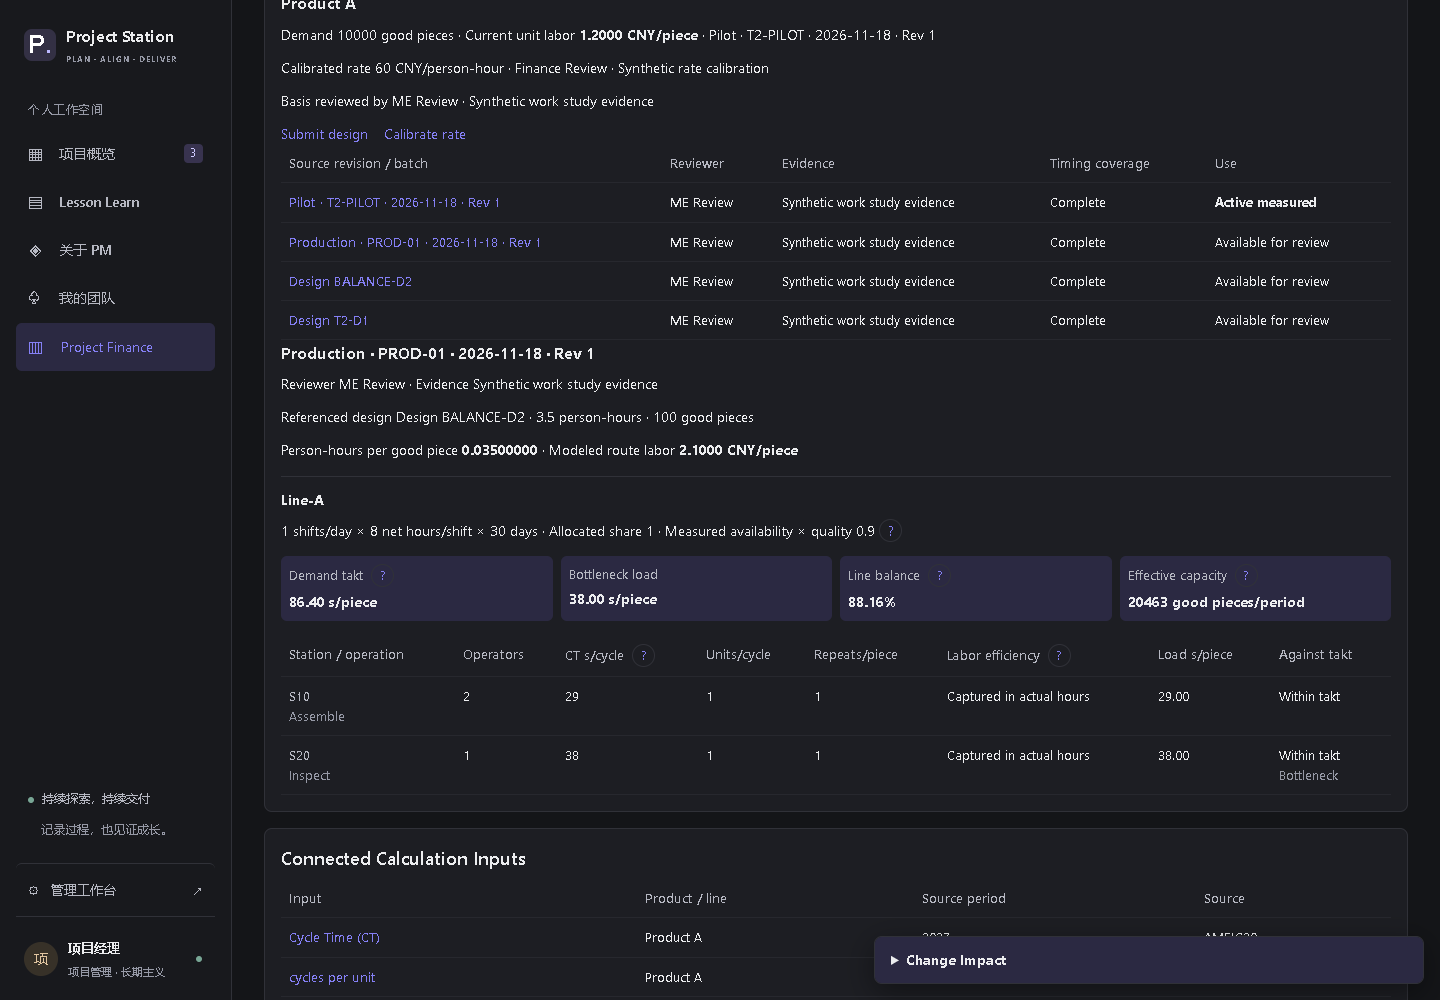 P.
Project Station
PLAN · ALIGN · DELIVER
个人工作空间
项目概览
3
Lesson Learn
关于 PM
我的团队
Project Finance
持续探索，持续交付
记录过程，也见证成长。
管理工作台
↗
项
项目经理
项目管理 · 长期主义
Product A
Demand 10000 good pieces · Current unit labor 1.2000 CNY/piece · Pilot · T2-PILOT · 2026-11-18 · Rev 1
Calibrated rate 60 CNY/person-hour · Finance Review · Synthetic rate calibration
Basis reviewed by ME Review · Synthetic work study evidence
Submit design Calibrate rate
Source revision / batch Reviewer Evidence Timing coverage Use
Pilot · T2-PILOT · 2026-11-18 · Rev 1 ME Review Synthetic work study evidence Complete Active measured
Production · PROD-01 · 2026-11-18 · Rev 1 ME Review Synthetic work study evidence Complete Available for review
Design BALANCE-D2 ME Review Synthetic work study evidence Complete Available for review
Design T2-D1 ME Review Synthetic work study evidence Complete Available for review
Production · PROD-01 · 2026-11-18 · Rev 1
Reviewer ME Review · Evidence Synthetic work study evidence
Referenced design Design BALANCE-D2 · 3.5 person-hours · 100 good pieces
Person-hours per good piece 0.03500000 · Modeled route labor 2.1000 CNY/piece
Line-A
1 shifts/day × 8 net hours/shift × 30 days · Allocated share 1 · Measured availability × quality 0.9 ?
Demand takt ? Bottleneck load Line balance ? Effective capacity ?
86.40 s/piece 38.00 s/piece 88.16% 20463 good pieces/period
Station / operation Operators CT s/cycle ? Units/cycle Repeats/piece Labor efficiency ? Load s/piece Against takt
S10 2 29 1 1 Captured in actual hours 29.00 Within takt
Assemble
S20 1 38 1 1 Captured in actual hours 38.00 Within takt
Inspect Bottleneck
Connected Calculation Inputs
Input Product / line Source period Source
Cycle Time (CT) Product A
cycles per unit Product A
▶ Change Impact